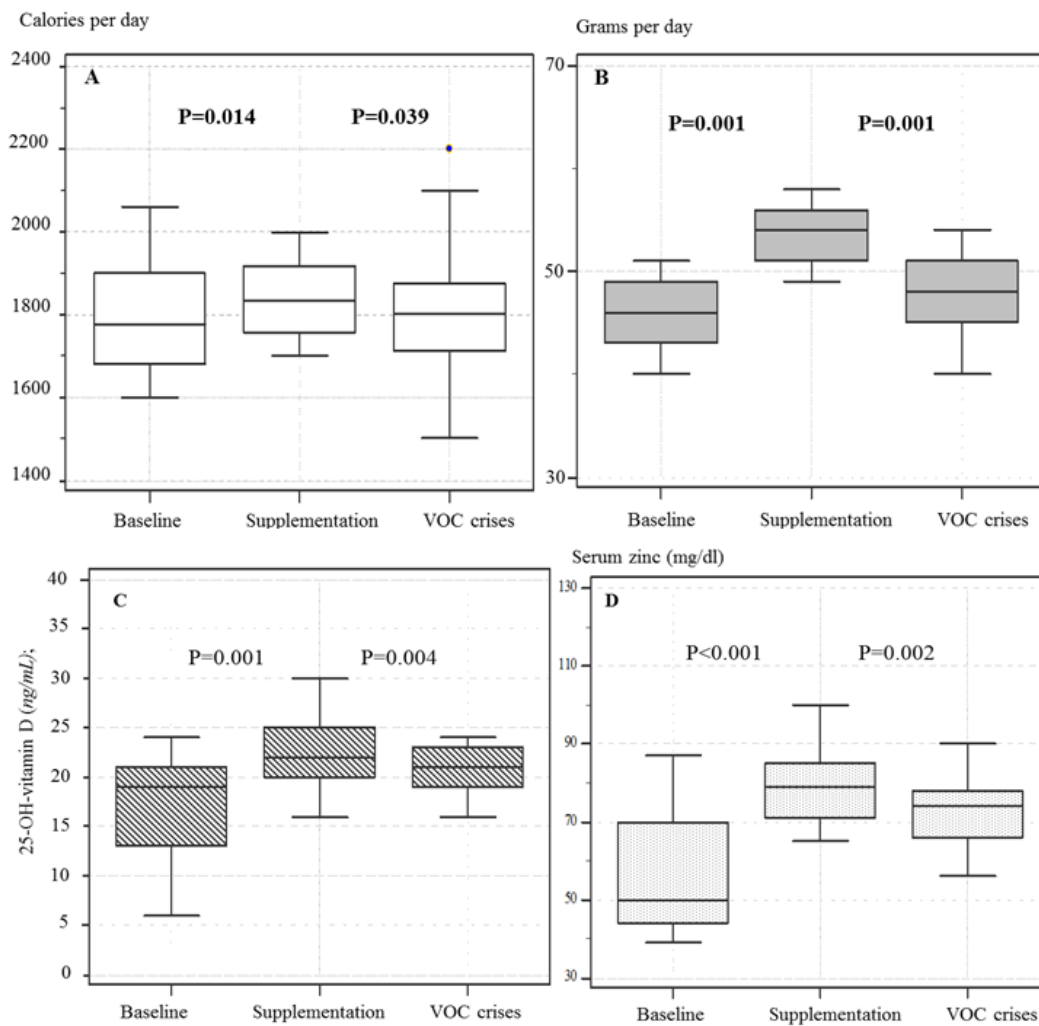 Calories per day
2400
2200
2000
1800
1600
1400
A
P=0.014 P=0.039
Baseline Supplementation VOC crises
Grams per day
70
50
30
B
P=0.001 P=0.001
Baseline Supplementation VOC crises
25-OH-vitamin D (ng/mL);
40
35
30
25
20
15
10
5
0
C
P=0.001 P=0.004
Baseline Supplementation VOC crises
Serum zinc (mg/dl)
130
110
90
70
50
30
D
P<0.001 P=0.002
Baseline Supplementation VOC crises